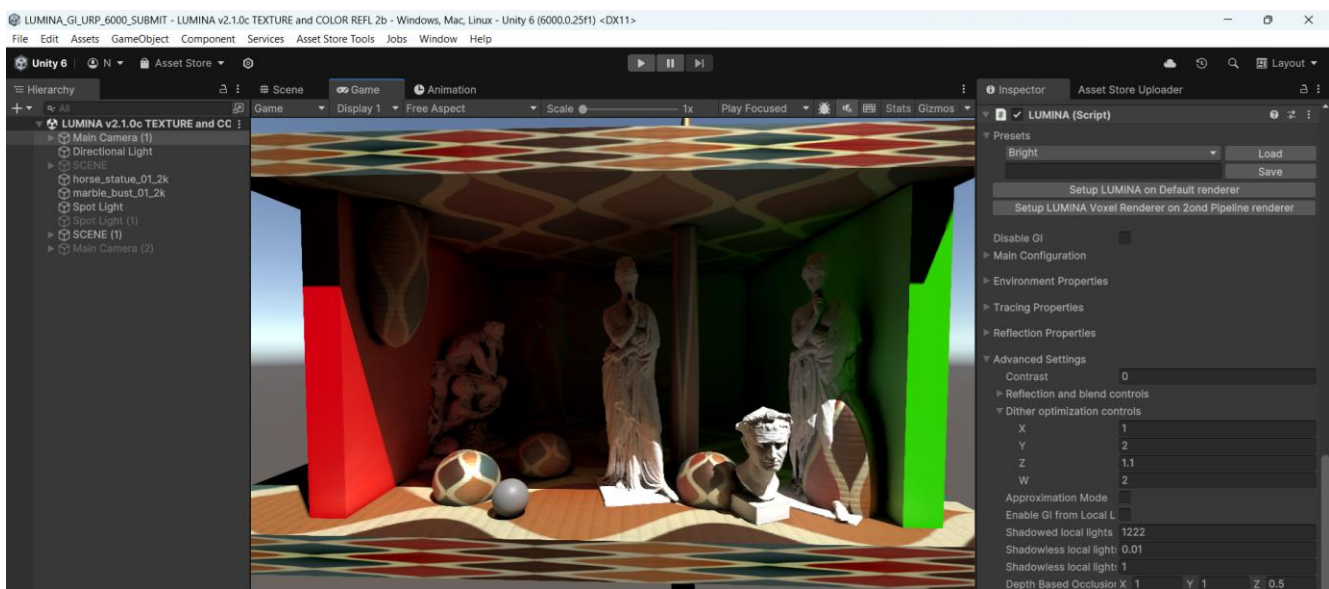 LUMINA_GI_URP_6000_SUBMIT - LUMINA v2.1.0c TEXTURE and COLOR REFL 2b - Windows, Mac, Linux - Unity 6 (6000.0.25f1) <DX11>
File Edit Assets GameObject Component Services Asset Store Tools Jobs Window Help
Unity 6 N Asset Store Layout
Hierarchy
All
LUMINA v2.1.0c TEXTURE and CC
Main Camera (1)
Directional Light
SCENE
horse_statue_01_2k
marble_bust_01_2k
Spot Light
Spot Light (1)
SCENE (1)
Main Camera (2)
Scene Game Animation
Game Display 1 Free Aspect Scale 1x Play Focused Stats Gizmos
Inspector Asset Store Uploader
LUMINA (Script)
Presets
Bright Load
Save
Setup LUMINA on Default renderer
Setup LUMINA Voxel Renderer on 2ond Pipeline renderer
Disable GI
Main Configuration
Environment Properties
Tracing Properties
Reflection Properties
Advanced Settings
Contrast 0
Reflection and blend controls
Dither optimization controls
X 1
Y 2
Z 1.1
W 2
Approximation Mode
Enable GI from Local L
Shadowed local lights 1222
Shadowless local light: 0.01
Shadowless local light: 1
Depth Based Occlusion X 1 Y 1 Z 0.5